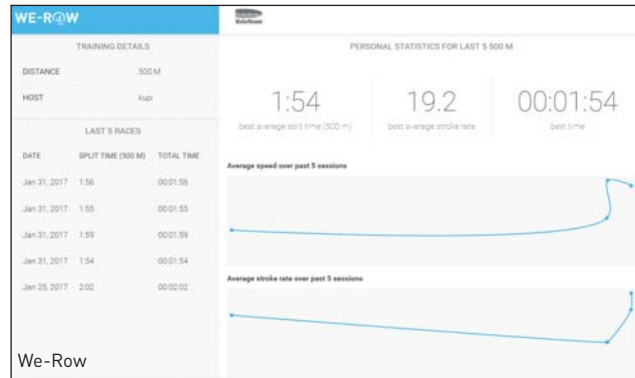 WE-ROW
TRAINING DETAILS
DISTANCE 500 M
HOST kupi
LAST 5 RACES
DATE SPLIT TIME (500 M) TOTAL TIME
Jan 31, 2017 1:56 00:01:56
Jan 31, 2017 1:55 00:01:55
Jan 31, 2017 1:59 00:01:59
Jan 31, 2017 1:54 00:01:54
Jan 25, 2017 2:02 00:02:02
We-Row
PERSONAL STATISTICS FOR LAST 5 500 M
1:54 19.2 00:01:54
best average split time (500 m) best average stroke rate best time
Average speed over past 5 sessions
Average stroke rate over past 5 sessions